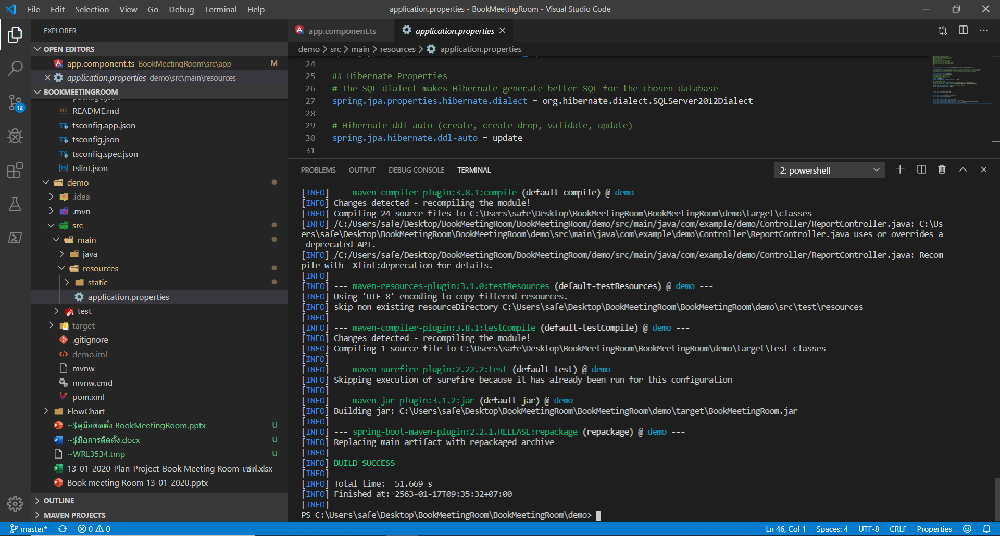 File Edit Selection View Go Debug Terminal Help
application.properties - BookMeetingRoom - Visual Studio Code
EXPLORER
OPEN EDITORS
app.component.ts BookMeetingRoom\src\app M
application.properties demo\src\main\resources
BOOKMEETINGROOM
package.json
README.md
tsconfig.app.json
tsconfig.json
tsconfig.spec.json
tslint.json
demo
.idea
.mvn
src
main
java
resources
static
application.properties
test
target
.gitignore
demo.iml
mvnw
mvnw.cmd
pom.xml
FlowChart
~$คู่มือติดตั้ง BookMeetingRoom.pptx U
~$มือการติดตั้ง.docx U
~WRL3534.tmp U
13-01-2020-Plan-Project-Book Meeting Room-เซฟ.xlsx
Book meeting Room 13-01-2020.pptx
OUTLINE
MAVEN PROJECTS
12
app.component.ts
application.properties
demo > src > main > resources > application.properties
24
25 ## Hibernate Properties
26 # The SQL dialect makes Hibernate generate better SQL for the chosen database
27 spring.jpa.properties.hibernate.dialect = org.hibernate.dialect.SQLServer2012Dialect
28
29 # Hibernate ddl auto (create, create-drop, validate, update)
30 spring.jpa.hibernate.ddl-auto = update
31
PROBLEMS OUTPUT DEBUG CONSOLE TERMINAL
2: powershell
[INFO] --- maven-compiler-plugin:3.8.1:compile (default-compile) @ demo ---
[INFO] Changes detected - recompiling the module!
[INFO] Compiling 24 source files to C:\Users\safe\Desktop\BookMeetingRoom\BookMeetingRoom\demo\target\classes
[INFO] /C:/Users/safe/Desktop/BookMeetingRoom/BookMeetingRoom/demo/src/main/java/com/example/demo/Controller/ReportController.java: C:\Us
ers\safe\Desktop\BookMeetingRoom\BookMeetingRoom\demo\src\main\java\com\example\demo\Controller\ReportController.java uses or overrides a
deprecated API.
[INFO] /C:/Users/safe/Desktop/BookMeetingRoom/BookMeetingRoom/demo/src/main/java/com/example/demo/Controller/ReportController.java: Recom
pile with -Xlint:deprecation for details.
[INFO]
[INFO] --- maven-resources-plugin:3.1.0:testResources (default-testResources) @ demo ---
[INFO] Using 'UTF-8' encoding to copy filtered resources.
[INFO] skip non existing resourceDirectory C:\Users\safe\Desktop\BookMeetingRoom\BookMeetingRoom\demo\src\test\resources
[INFO]
[INFO] --- maven-compiler-plugin:3.8.1:testCompile (default-testCompile) @ demo ---
[INFO] Changes detected - recompiling the module!
[INFO] Compiling 1 source file to C:\Users\safe\Desktop\BookMeetingRoom\BookMeetingRoom\demo\target\test-classes
[INFO]
[INFO] --- maven-surefire-plugin:2.22.2:test (default-test) @ demo ---
[INFO] Skipping execution of surefire because it has already been run for this configuration
[INFO]
[INFO] --- maven-jar-plugin:3.1.2:jar (default-jar) @ demo ---
[INFO] Building jar: C:\Users\safe\Desktop\BookMeetingRoom\BookMeetingRoom\demo\target\BookMeetingRoom.jar
[INFO]
[INFO] --- spring-boot-maven-plugin:2.2.1.RELEASE:repackage (repackage) @ demo ---
[INFO] Replacing main artifact with repackaged archive
[INFO] ------------------------------------------------------------------------
[INFO] BUILD SUCCESS
[INFO] ------------------------------------------------------------------------
[INFO] Total time:  51.669 s
[INFO] Finished at: 2563-01-17T09:35:32+07:00
[INFO] ------------------------------------------------------------------------
PS C:\Users\safe\Desktop\BookMeetingRoom\BookMeetingRoom\demo>
master* 0 0 Ln 46, Col 1 Spaces: 4 UTF-8 CRLF Properties